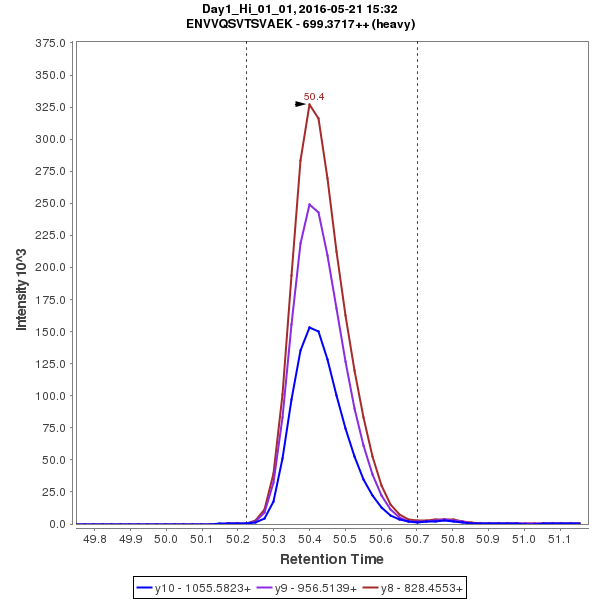 Day1_Hi_01_01, 2016-05-21 15:32
ENVVQSVTSVAEK - 699.3717++ (heavy)
375.0
350.0
325.0
300.0
275.0
250.0
225.0
200.0
175.0
150.0
125.0
100.0
75.0
50.0
25.0
0.0
Intensity 10^3
50.4
49.8 49.9 50.0 50.1 50.2 50.3 50.4 50.5 50.6 50.7 50.8 50.9 51.0 51.1
Retention Time
y10 - 1055.5823+ y9 - 956.5139+ y8 - 828.4553+